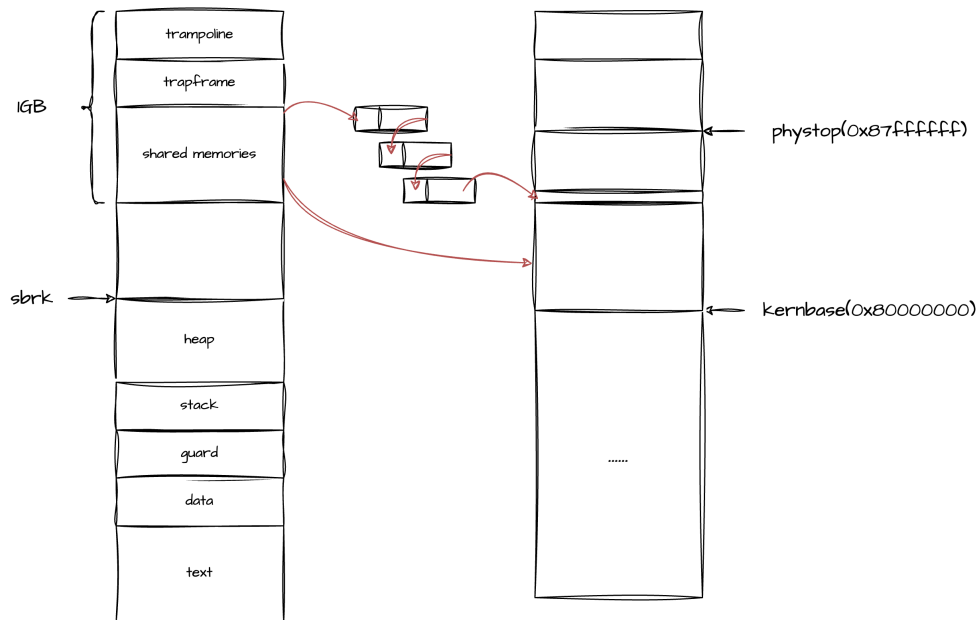 trampoline
trapframe
1GB
shared memories
phystop(0x87ffffff)
sbrk
kernbase(0x80000000)
heap
stack
guard
......
data
text